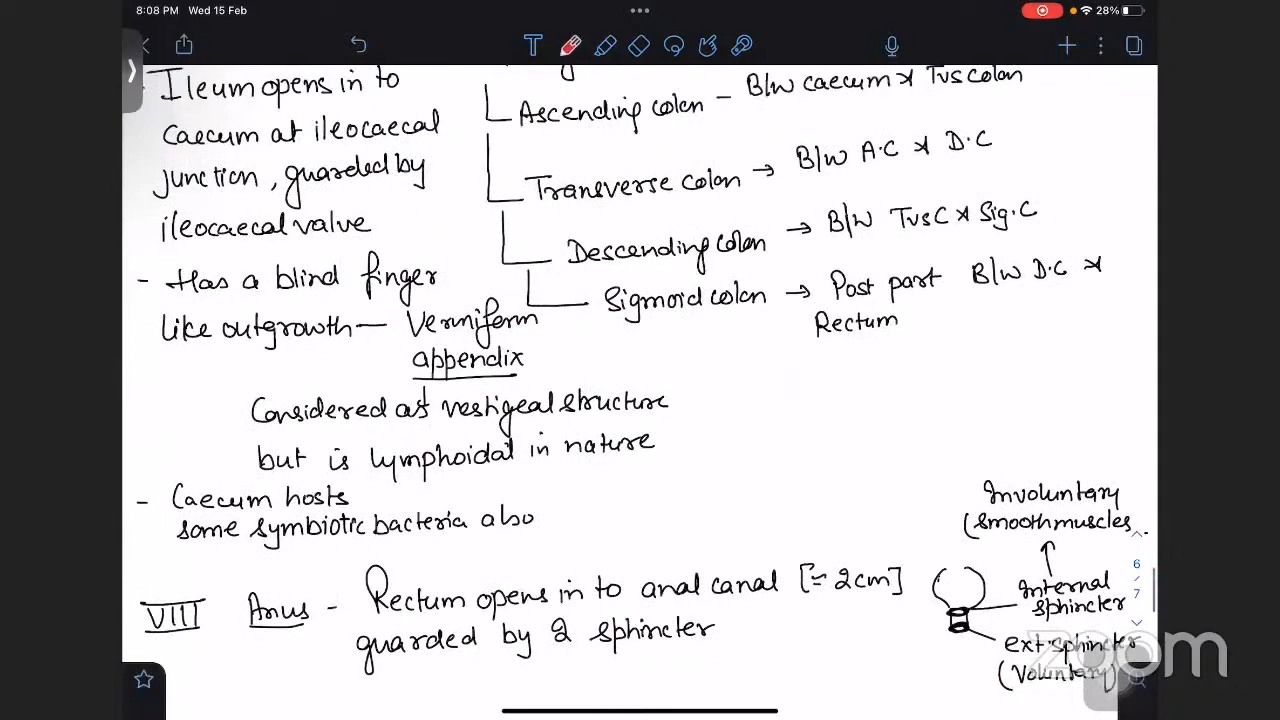 8:08 PM Wed 15 Feb
28%
- Ileum opens in to
caecum at ileocaecal
junction, guarded by
ileocaecal valve
- Has a blind finger
like outgrowth — Vermiform
appendix
Considered as vestigeal structure
but is lymphoidal in nature
- Caecum hosts
some symbiotic bacteria also
Ascending colon – B/w caecum & Tvs colon
Transverse colon → B/w A.C & D.C
Descending colon → B/w Tvs C & Sig. C
Sigmoid colon → Post part B/w D.C &
Rectum
VIII Anus - Rectum opens in to anal canal [≈ 2cm]
guarded by 2 sphincter
Involuntary
(smooth muscles
Internal
sphincter
ext. sphincter
(Voluntary)
6
7
zoom